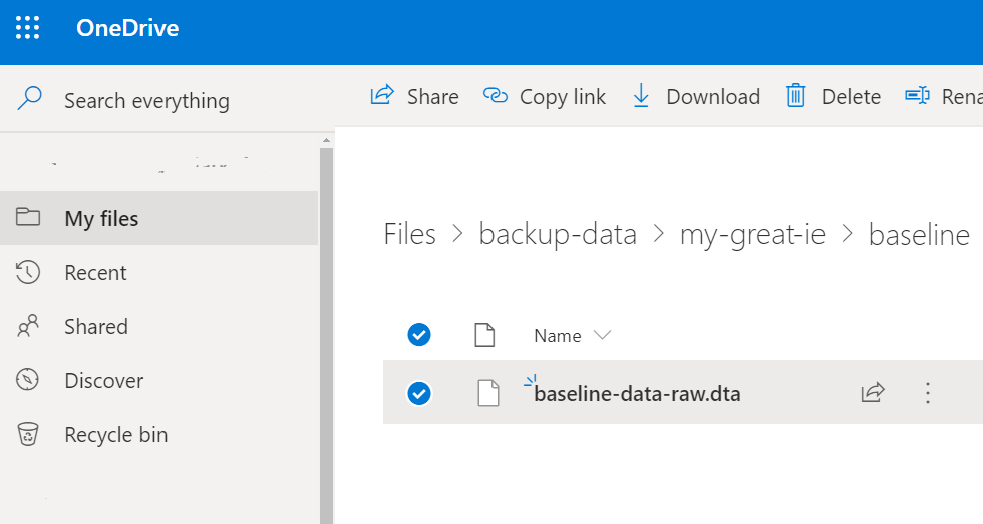 OneDrive
Search everything
Share Copy link Download Delete Rena
My files
Recent
Shared
Discover
Recycle bin
Files > backup-data > my-great-ie > baseline
Name
baseline-data-raw.dta